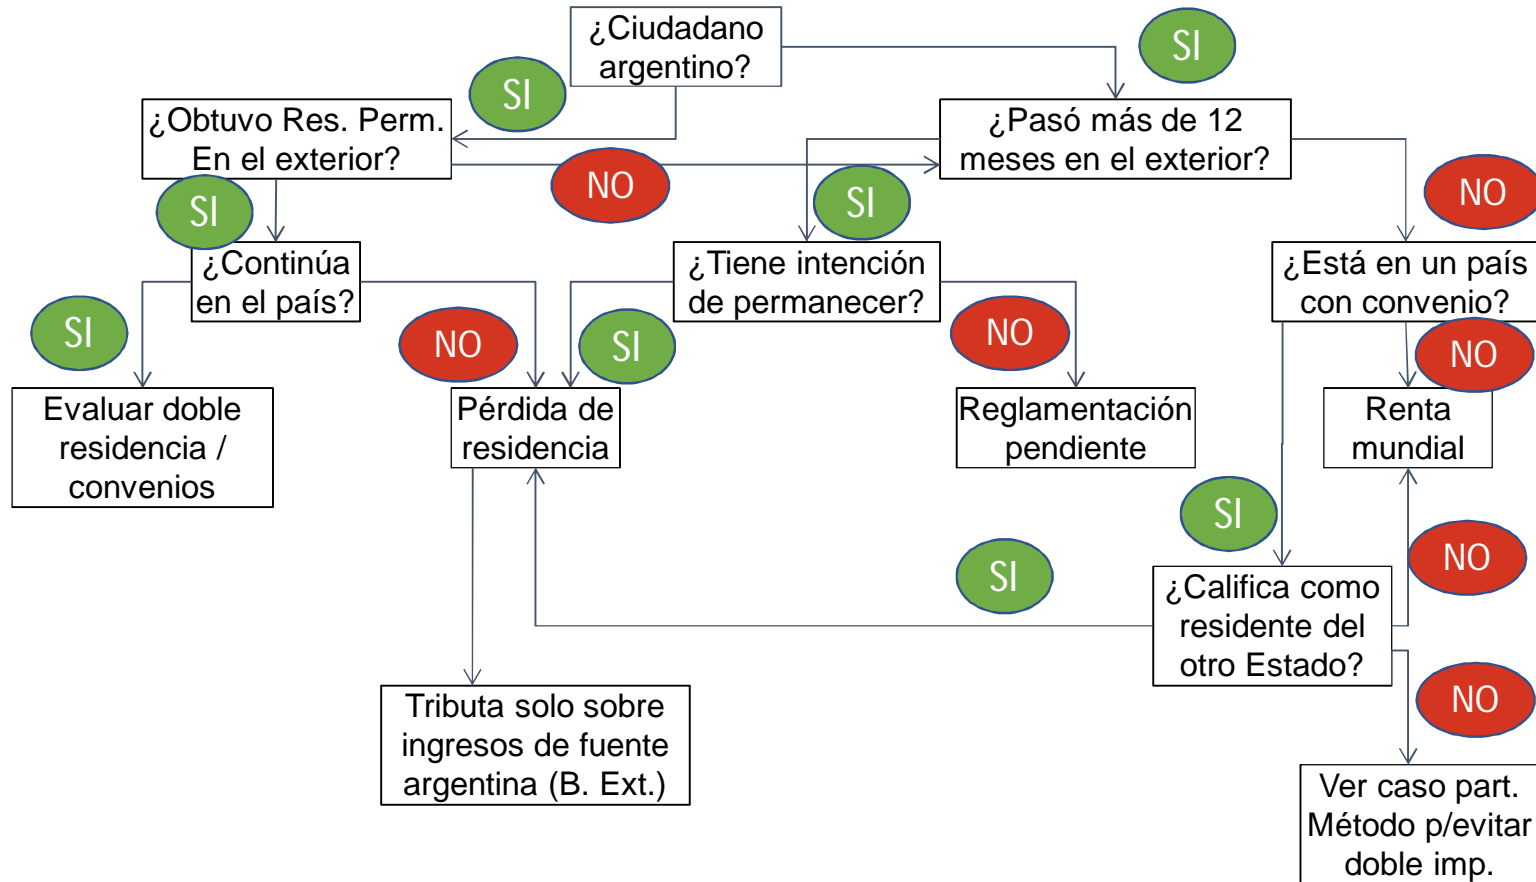 ¿Ciudadano
argentino?
SI
SI
¿Obtuvo Res. Perm.
En el exterior?
¿Pasó más de 12
meses en el exterior?
NO
SI
SI
NO
¿Continúa
en el país?
¿Tiene intención
de permanecer?
¿Está en un país
con convenio?
SI
NO
SI
NO
NO
Evaluar doble
residencia /
convenios
Pérdida de
residencia
Reglamentación
pendiente
Renta
mundial
SI
SI
NO
¿Califica como
residente del
otro Estado?
NO
Tributa solo sobre
ingresos de fuente
argentina (B. Ext.)
Ver caso part.
Método p/evitar
doble imp.